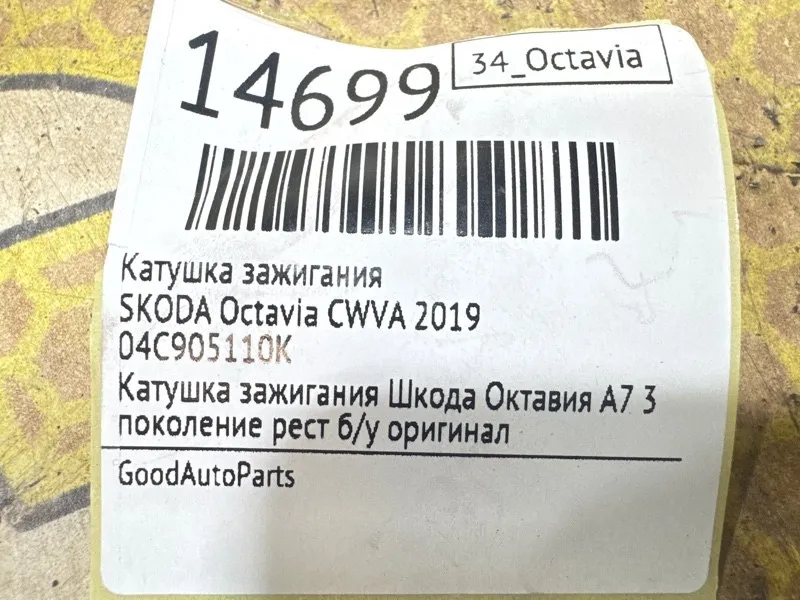 14699
34_Octavia
Катушка зажигания
SKODA Octavia CWVA 2019
04C905110K
Катушка зажигания Шкода Октавия А7 3
поколение рест б/у оригинал
GoodAutoParts